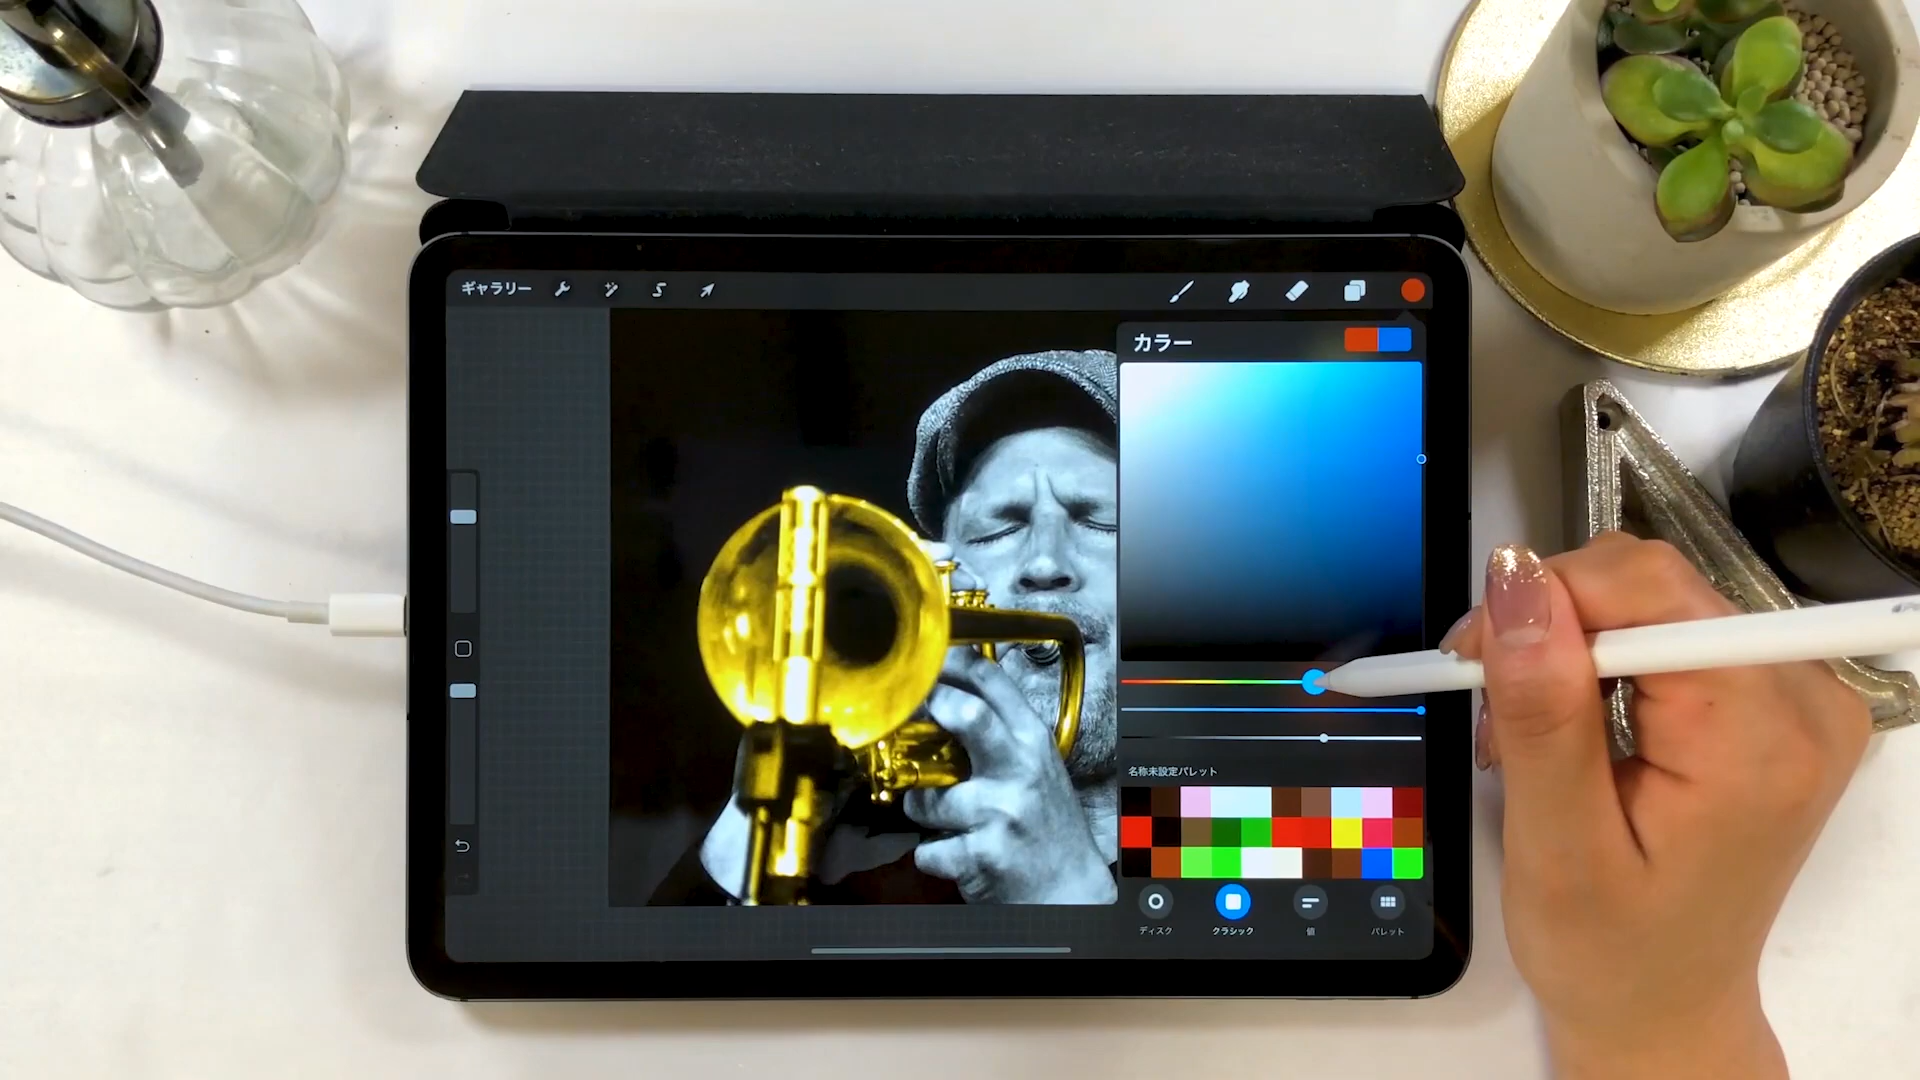 ギャラリー
カラー
名称未設定パレット
ディスク
クラシック
値
パレット